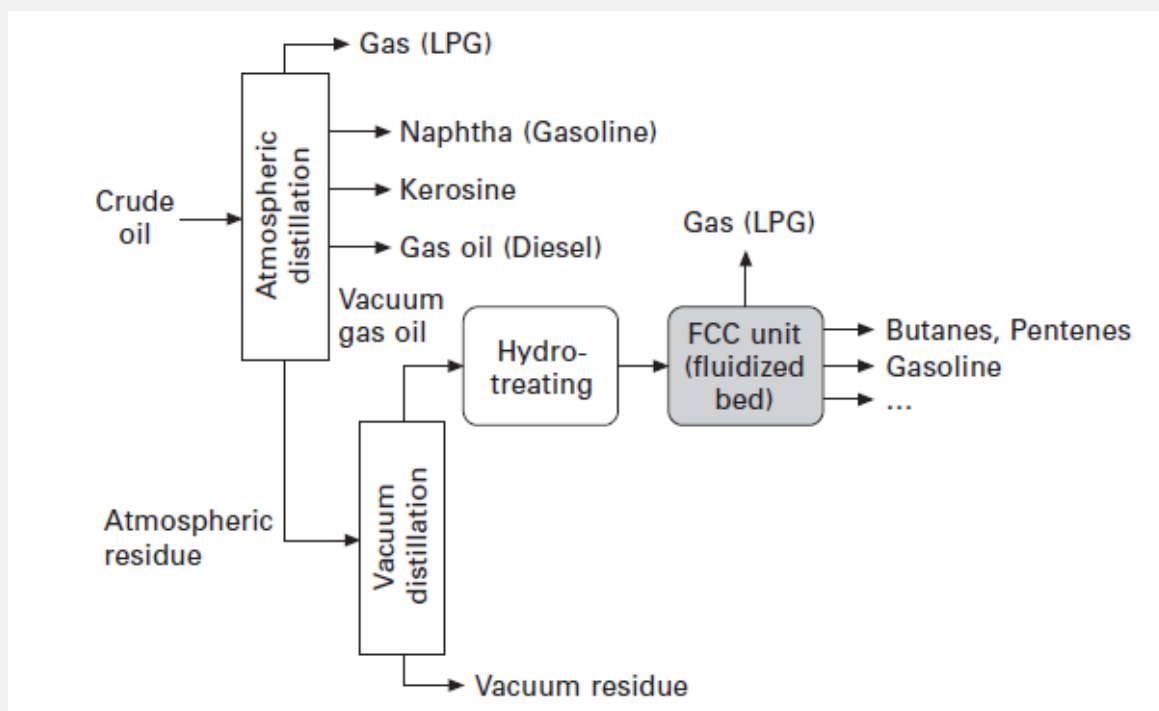 Gas (LPG)
Naphtha (Gasoline)
Kerosine
Gas oil (Diesel)
Crude
oil
Atmospheric
distillation
Vacuum
gas oil
Hydro-
treating
Gas (LPG)
FCC unit
(fluidized
bed)
Butanes, Pentenes
Gasoline
...
Atmospheric
residue
Vacuum
distillation
Vacuum residue